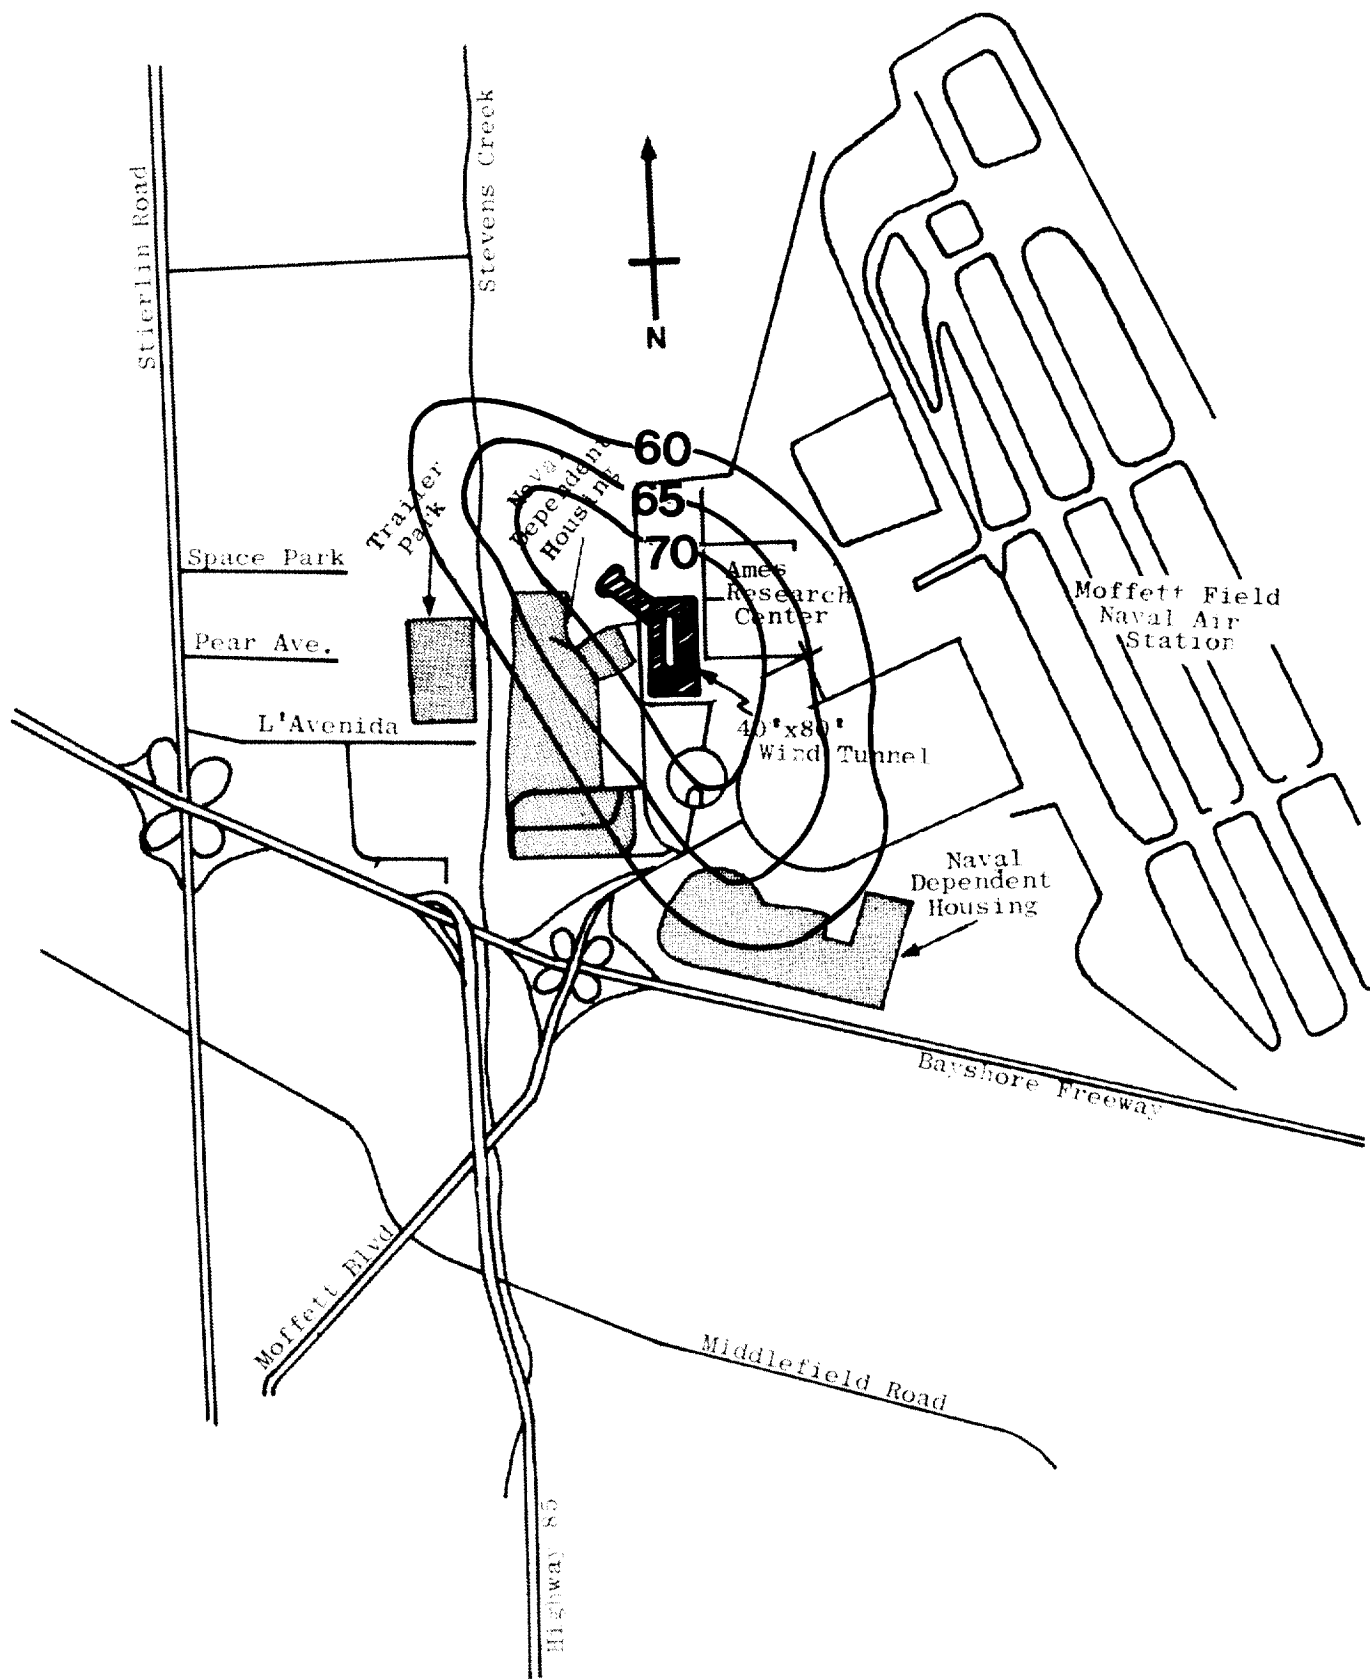 Stierlin Road
Stevens Creek
N
60
65
70
Trailer
Park
Naval
Dependent
Housing
Space Park
Pear Ave.
L'Avenida
Ames
Research
Center
Moffett Field
Naval Air
Station
40'x80'
Wind Tunnel
Naval
Dependent
Housing
Bayshore Freeway
Moffett Blvd
Middlefield Road
Highway 85